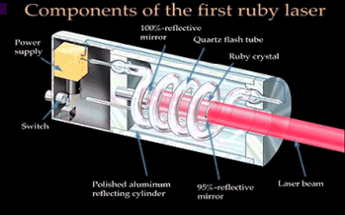 Components of the first ruby laser
100%-reflective
mirror
Quartz flash tube
Power
supply
Ruby crystal
Switch
Polished aluminum
reflecting cylinder
95%-reflective
mirror
Laser beam